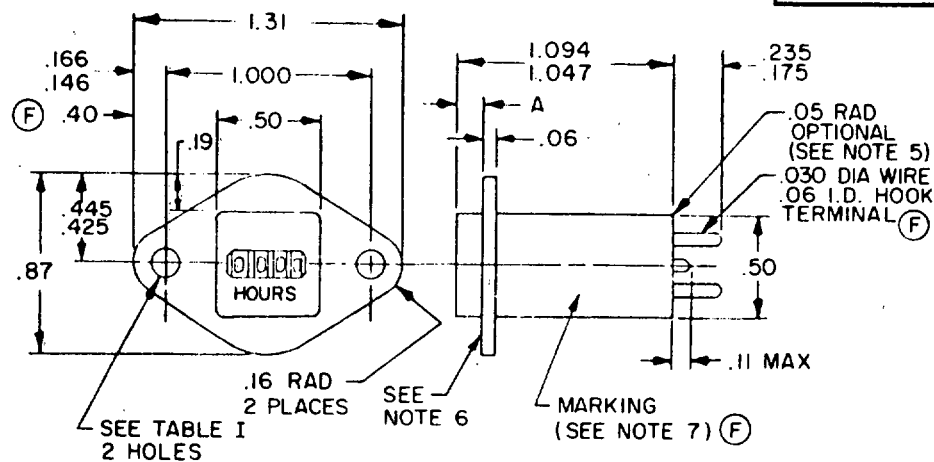 1.31
.166
.146
1.000
(F) .40
.50
.19
.445
.425
.87
0000
HOURS
.16 RAD
2 PLACES
SEE TABLE I
2 HOLES
1.094
1.047
.235
.175
A
.06
.05 RAD
OPTIONAL
(SEE NOTE 5)
.030 DIA WIRE
.06 I.D. HOOK
TERMINAL (F)
.50
.11 MAX
SEE
NOTE 6
MARKING
(SEE NOTE 7) (F)